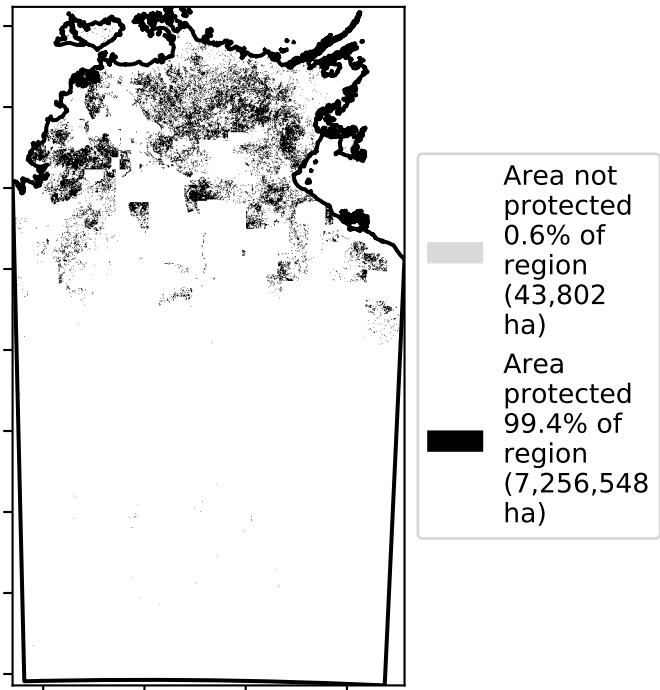 Area not
protected
0.6% of
region
(43,802
ha)
Area
protected
99.4% of
region
(7,256,548
ha)